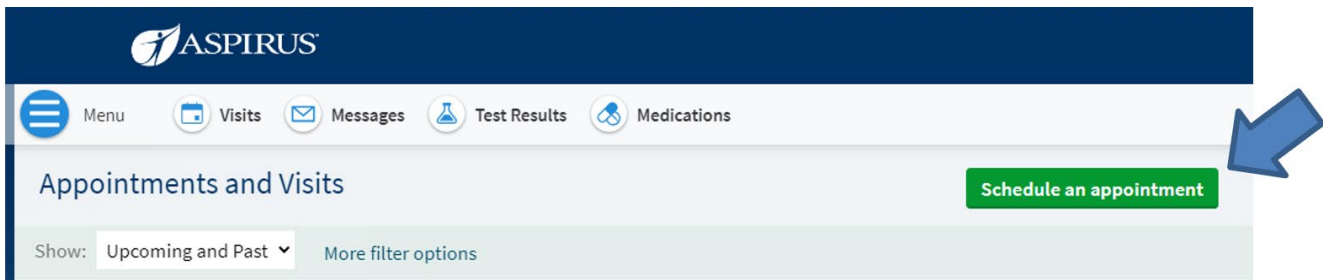 ASPIRUS
Menu Visits Messages Test Results Medications
Appointments and Visits Schedule an appointment
Show: Upcoming and Past More filter options